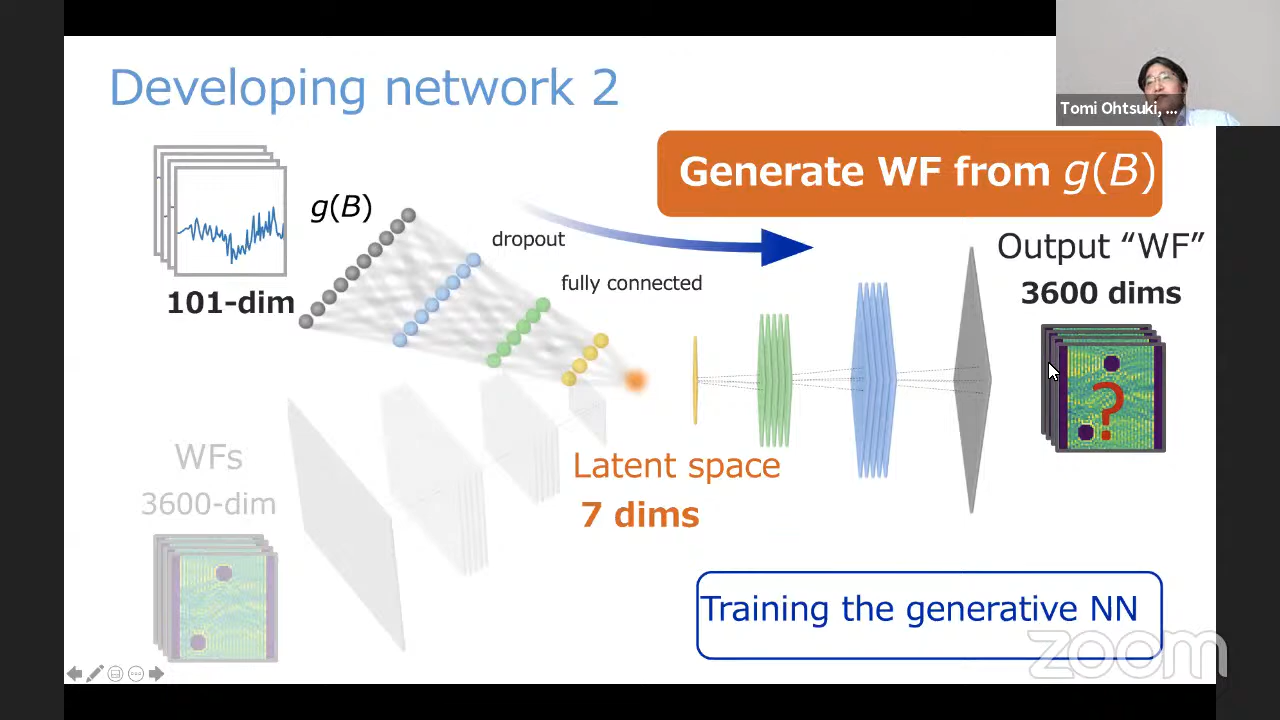 Developing network 2
Tomi Ohtsuki, ...
Generate WF from g(B)
g(B)
101-dim
dropout
fully connected
Output “WF”
3600 dims
?
WFs
3600-dim
Latent space
7 dims
Training the generative NN
zoom